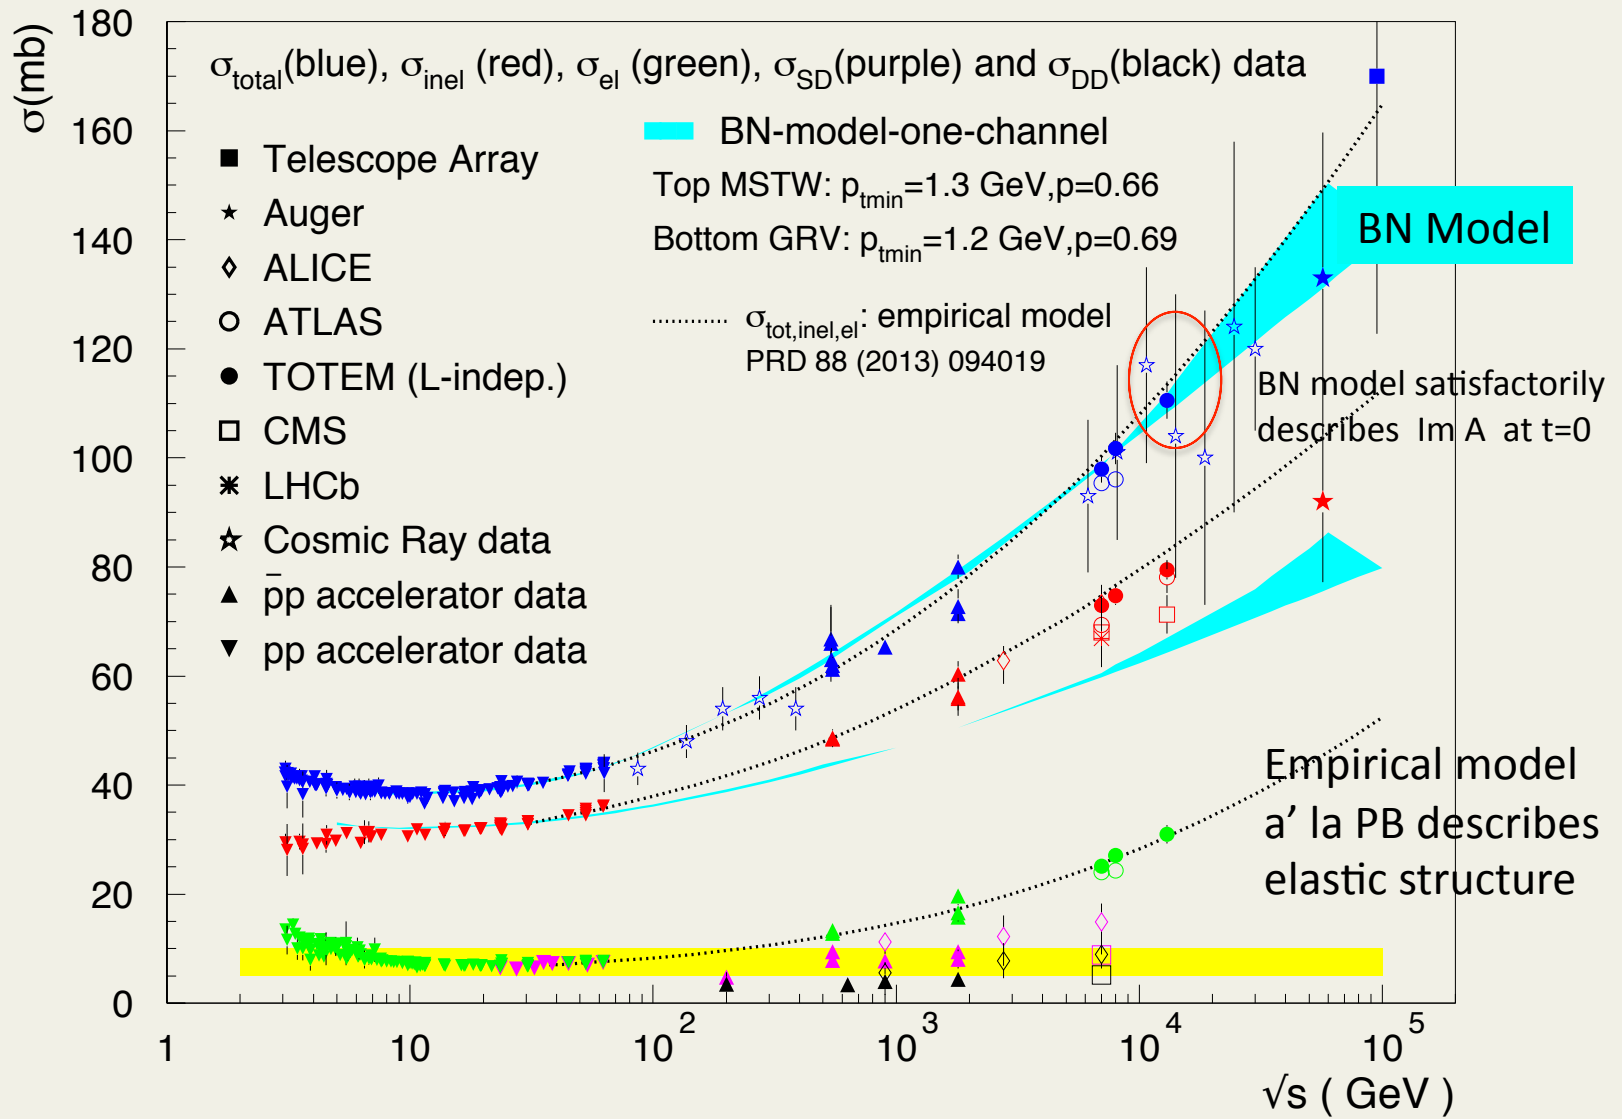 σ(mb)
180
160
140
120
100
80
60
40
20
0
σtotal(blue), σinel (red), σel (green), σSD(purple) and σDD(black) data
Telescope Array
Auger
ALICE
ATLAS
TOTEM (L-indep.)
CMS
LHCb
Cosmic Ray data
p̄p accelerator data
pp accelerator data
BN-model-one-channel
Top MSTW: ptmin=1.3 GeV,p=0.66
Bottom GRV: ptmin=1.2 GeV,p=0.69
σtot,inel,el: empirical model
PRD 88 (2013) 094019
BN Model
BN model satisfactorily
describes Im A at t=0
Empirical model
a' la PB describes
elastic structure
1 10 10² 10³ 10⁴ 10⁵
√s ( GeV )